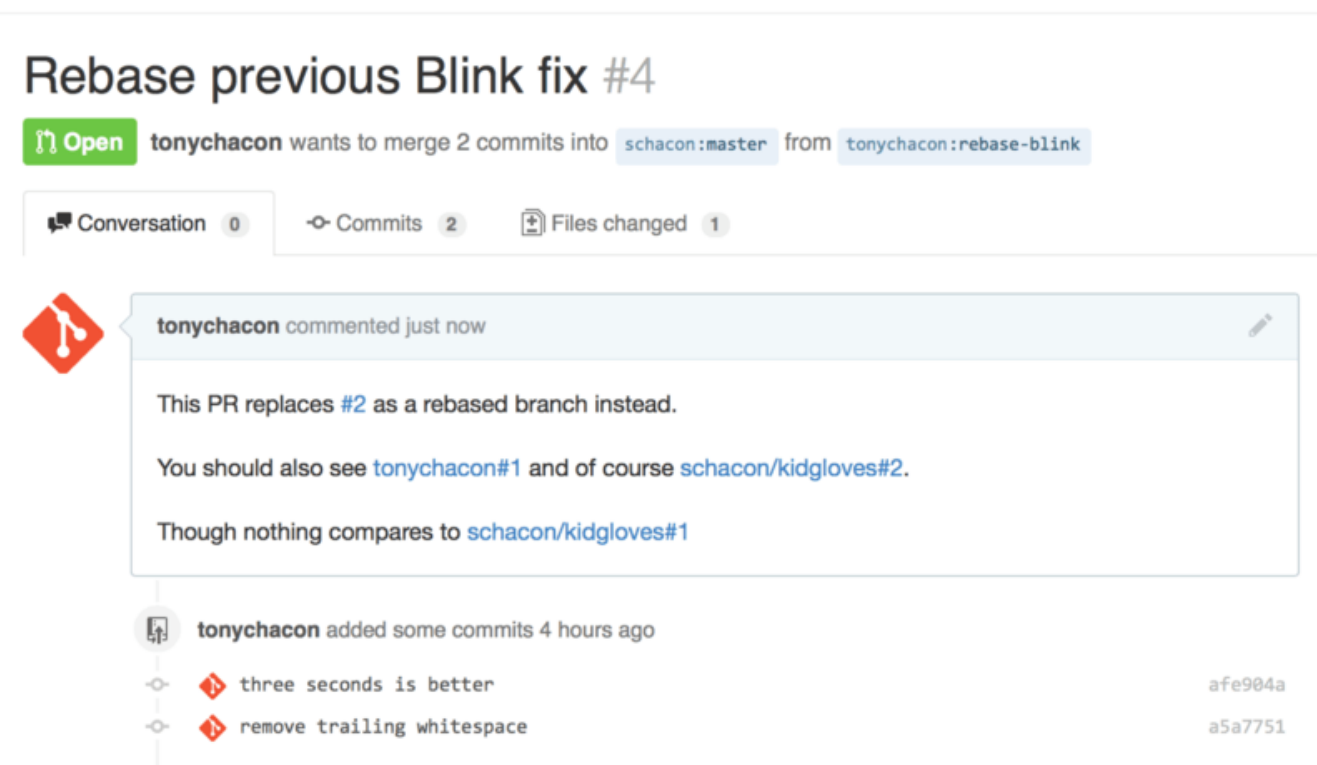 Rebase previous Blink fix #4
Open tonychacon wants to merge 2 commits into schacon:master from tonychacon:rebase-blink
Conversation 0 Commits 2 Files changed 1
tonychacon commented just now
This PR replaces #2 as a rebased branch instead.
You should also see tonychacon#1 and of course schacon/kidgloves#2.
Though nothing compares to schacon/kidgloves#1
tonychacon added some commits 4 hours ago
three seconds is better afe904a
remove trailing whitespace a5a7751